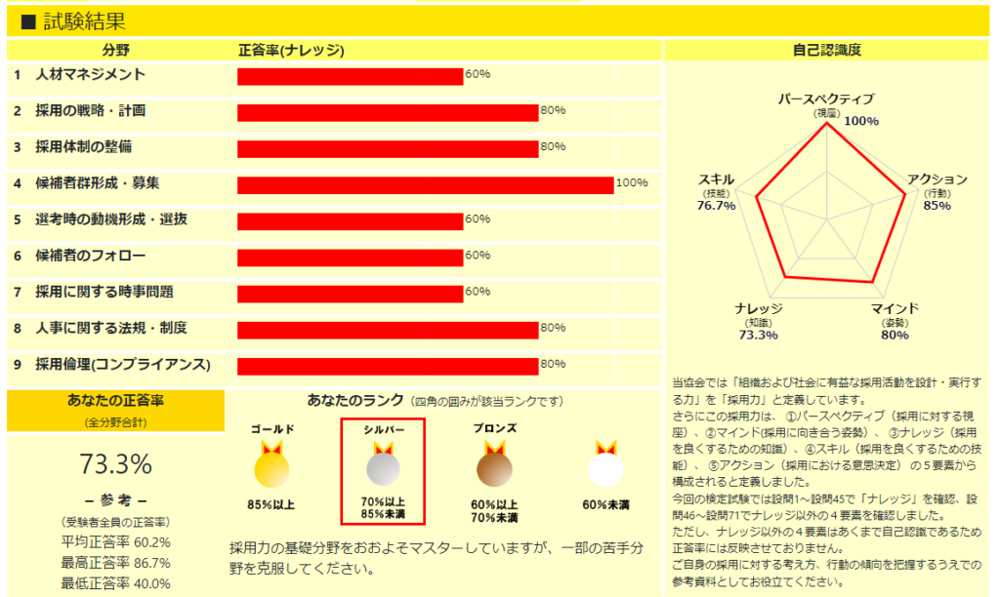 ■ 試験結果
分野 正答率(ナレッジ) 自己認識度
1 人材マネジメント 60%
2 採用の戦略・計画 80%
3 採用体制の整備 80%
4 候補者群形成・募集 100%
5 選考時の動機形成・選抜 60%
6 候補者のフォロー 60%
7 採用に関する時事問題 60%
8 人事に関する法規・制度 80%
9 採用倫理(コンプライアンス) 80%
パースペクティブ
(視座)
100%
スキル
(技能)
76.7%
アクション
(行動)
85%
ナレッジ
(知識)
73.3%
マインド
(姿勢)
80%
あなたの正答率
(全分野合計)
73.3%
− 参考 −
(受験者全員の正答率)
平均正答率 60.2%
最高正答率 86.7%
最低正答率 40.0%
あなたのランク（四角の囲みが該当ランクです）
ゴールド
85%以上
シルバー
70%以上
85%未満
ブロンズ
60%以上
70%未満
60%未満
採用力の基礎分野をおおよそマスターしていますが、一部の苦手分
野を克服してください。
当協会では「組織および社会に有益な採用活動を設計・実行す
る力」を「採用力」と定義しています。
さらにこの採用力は、①パースペクティブ（採用に対する視
座）、②マインド(採用に向き合う姿勢）、③ナレッジ（採用
を良くするための知識）、④スキル（採用を良くするための技
能）、⑤アクション（採用における意思決定） の５要素から
構成されると定義しました。
今回の検定試験では設問1～設問45で「ナレッジ」を確認、設
問46～設問71でナレッジ以外の４要素を確認しました。
ただし、ナレッジ以外の４要素はあくまで自己認識であるため
正答率には反映させておりません。
ご自身の採用に対する考え方、行動の傾向を把握するうえでの
参考資料としてお役立てください。